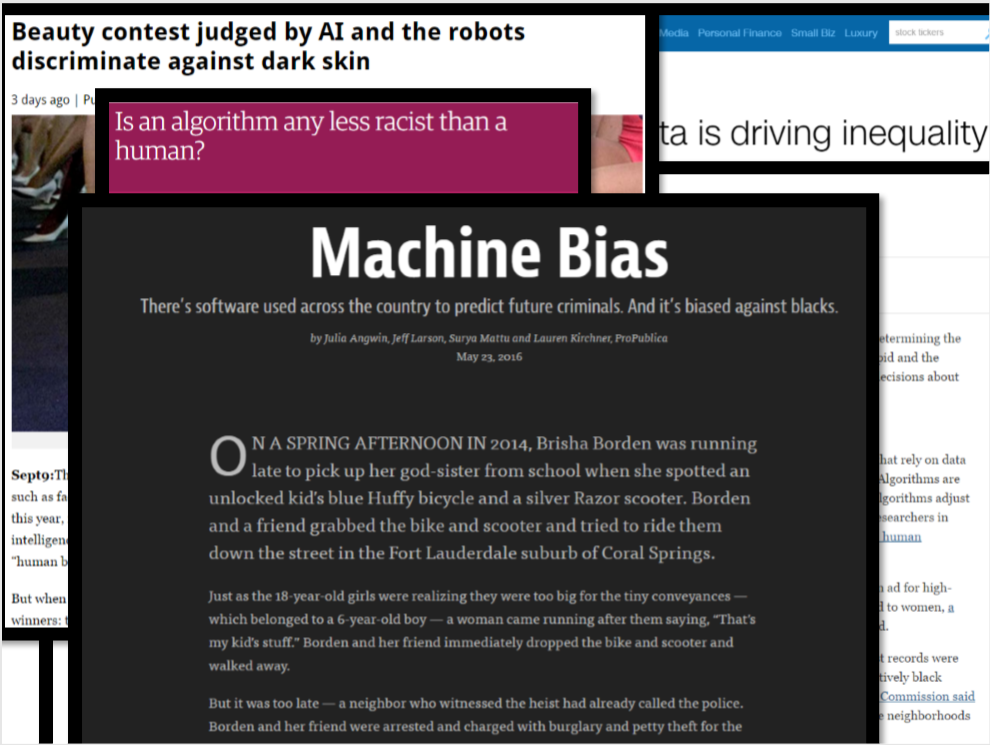 Beauty contest judged by AI and the robots
discriminate against dark skin
3 days ago |
Is an algorithm any less racist than a
human?
Media Personal Finance Small Biz Luxury
stock tickers
ta is driving inequality
Machine Bias
There's software used across the country to predict future criminals. And it's biased against blacks.
by Julia Angwin, Jeff Larson, Surya Mattu and Lauren Kirchner, ProPublica
May 23, 2016
ON A SPRING AFTERNOON IN 2014, Brisha Borden was running
late to pick up her god-sister from school when she spotted an
unlocked kid's blue Huffy bicycle and a silver Razor scooter. Borden
and a friend grabbed the bike and scooter and tried to ride them
down the street in the Fort Lauderdale suburb of Coral Springs.
Just as the 18-year-old girls were realizing they were too big for the tiny conveyances —
which belonged to a 6-year-old boy — a woman came running after them saying, "That's
my kid's stuff." Borden and her friend immediately dropped the bike and scooter and
walked away.
But it was too late — a neighbor who witnessed the heist had already called the police.
Borden and her friend were arrested and charged with burglary and petty theft for the
Sept9:Th
such as fa
this year,
intelligen
"human b
But when
winners: t
etermining the
and the
ecisions about
hat rely on data
Algorithms are
lgorithms adjust
searchers in
human
ad for high-
to women, a
d.
t records were
tively black
Commission said
neighborhoods